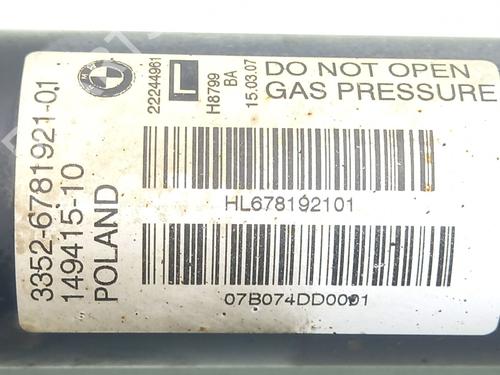 BMW
3352-6781921-01
149415-10
POLAND
22244961
L
H8799
BA
15.03.07
DO NOT OPEN
GAS PRESSURE
HL678192101
07B074DD0001